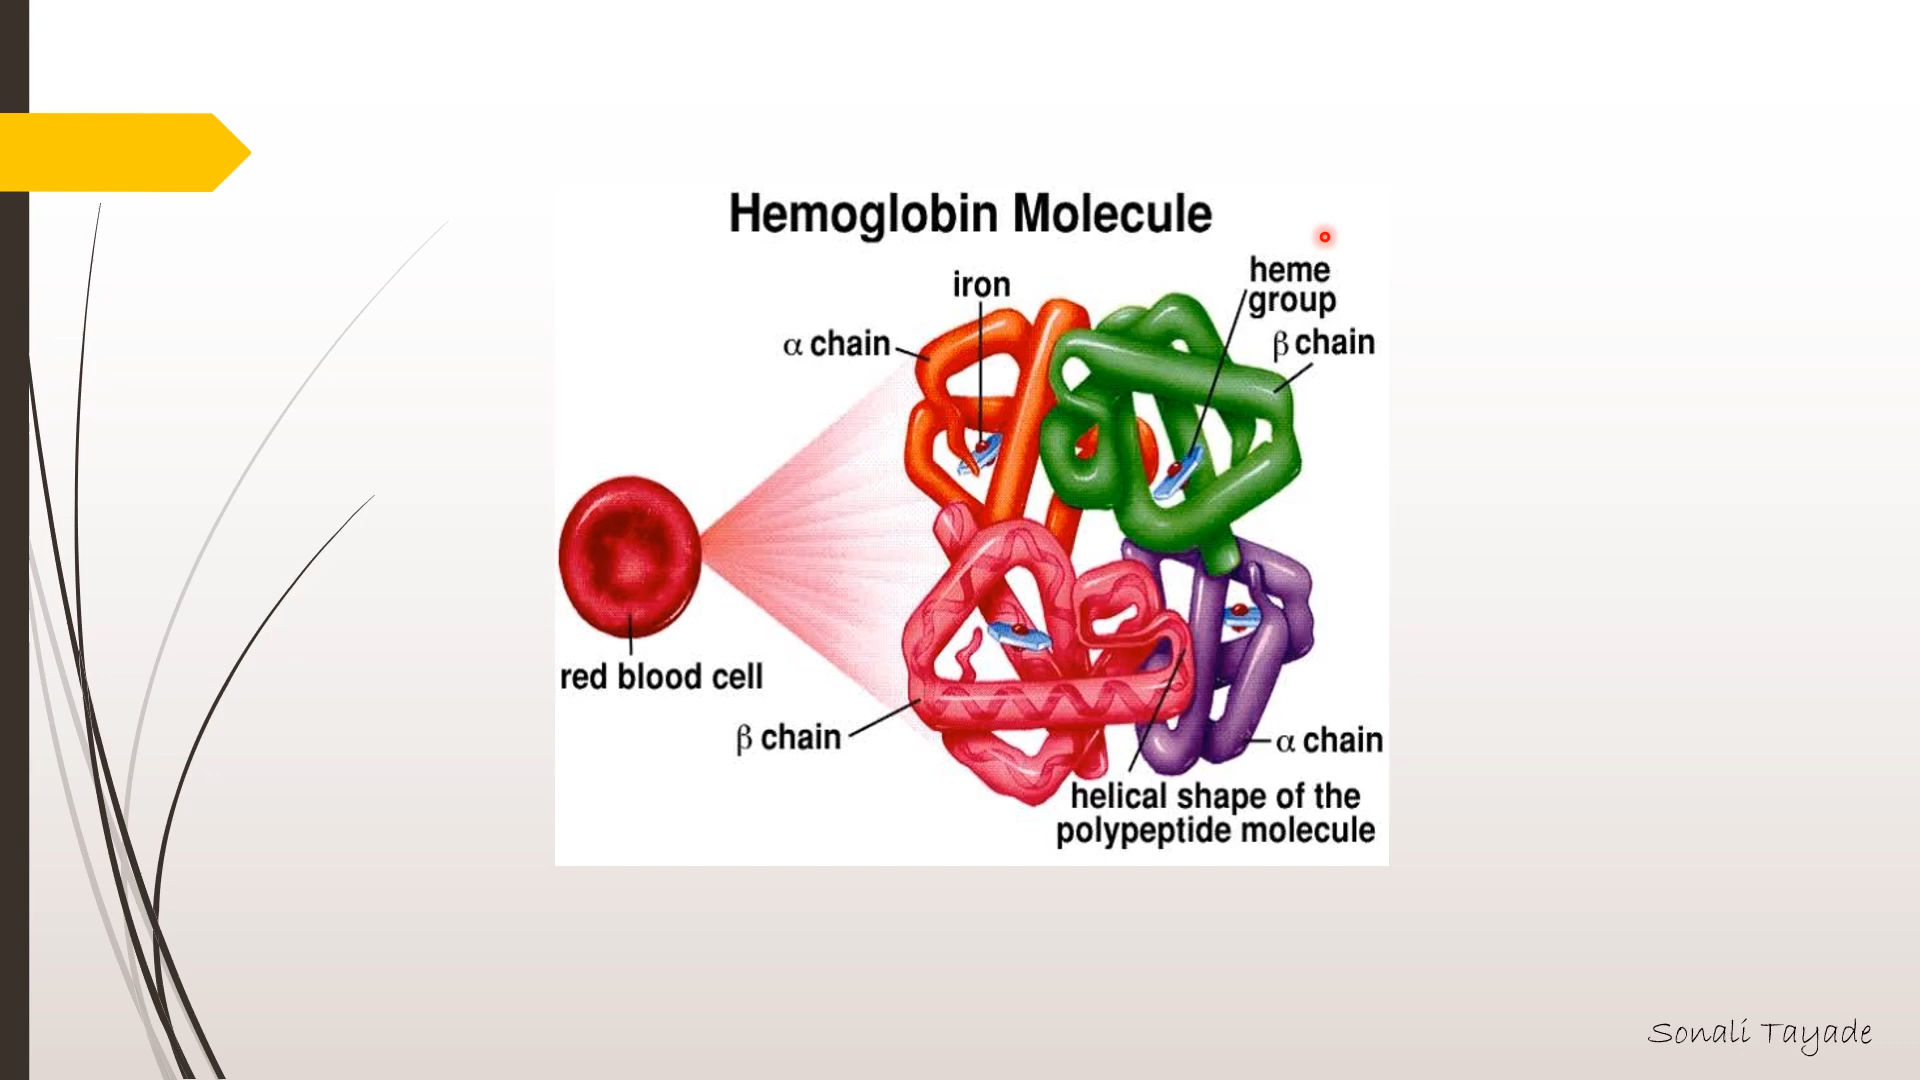 Hemoglobin Molecule
iron
heme
group
α chain
β chain
red blood cell
β chain
α chain
helical shape of the
polypeptide molecule
Sonali Tayade